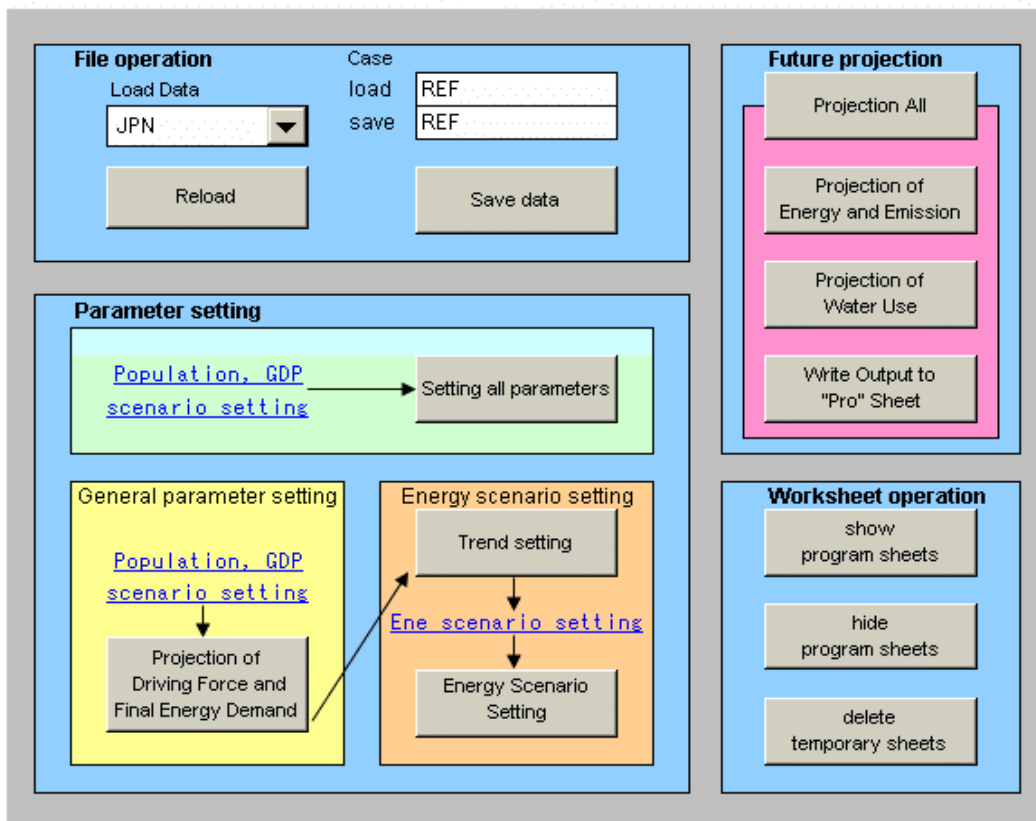 File operation
Load Data
JPN
Reload
Case
load REF
save REF
Save data
Parameter setting
Population, GDP
scenario setting
Setting all parameters
General parameter setting
Population, GDP
scenario setting
Projection of
Driving Force and
Final Energy Demand
Energy scenario setting
Trend setting
Ene scenario setting
Energy Scenario
Setting
Future projection
Projection All
Projection of
Energy and Emission
Projection of
Water Use
Write Output to
"Pro" Sheet
Worksheet operation
show
program sheets
hide
program sheets
delete
temporary sheets